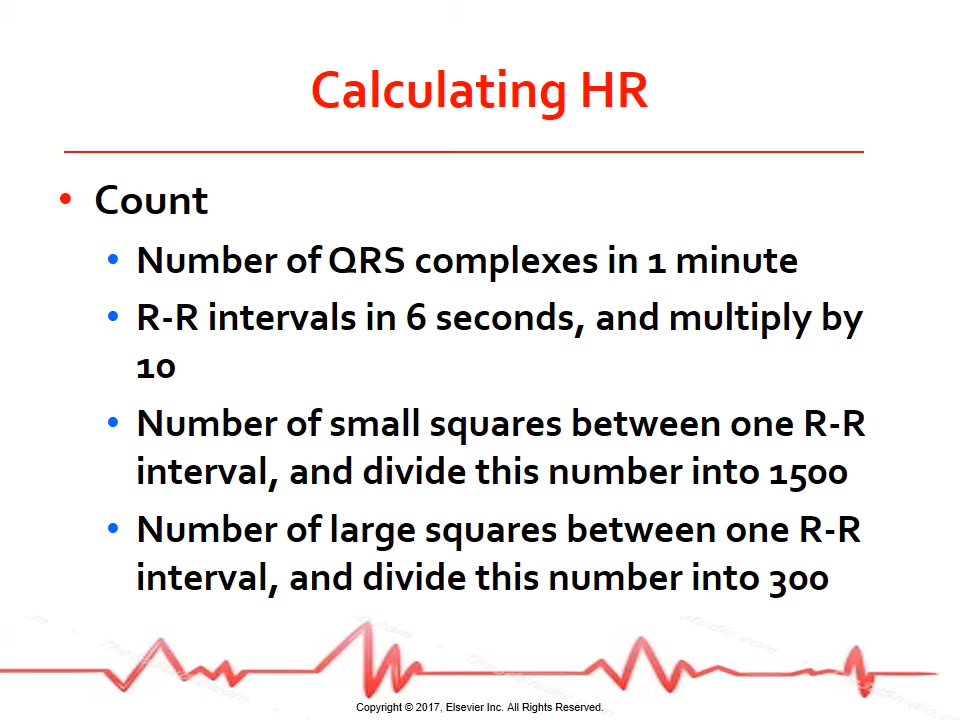 Calculating HR
• Count
• Number of QRS complexes in 1 minute
• R-R intervals in 6 seconds, and multiply by
10
• Number of small squares between one R-R
interval, and divide this number into 1500
• Number of large squares between one R-R
interval, and divide this number into 300
Copyright © 2017, Elsevier Inc. All Rights Reserved.